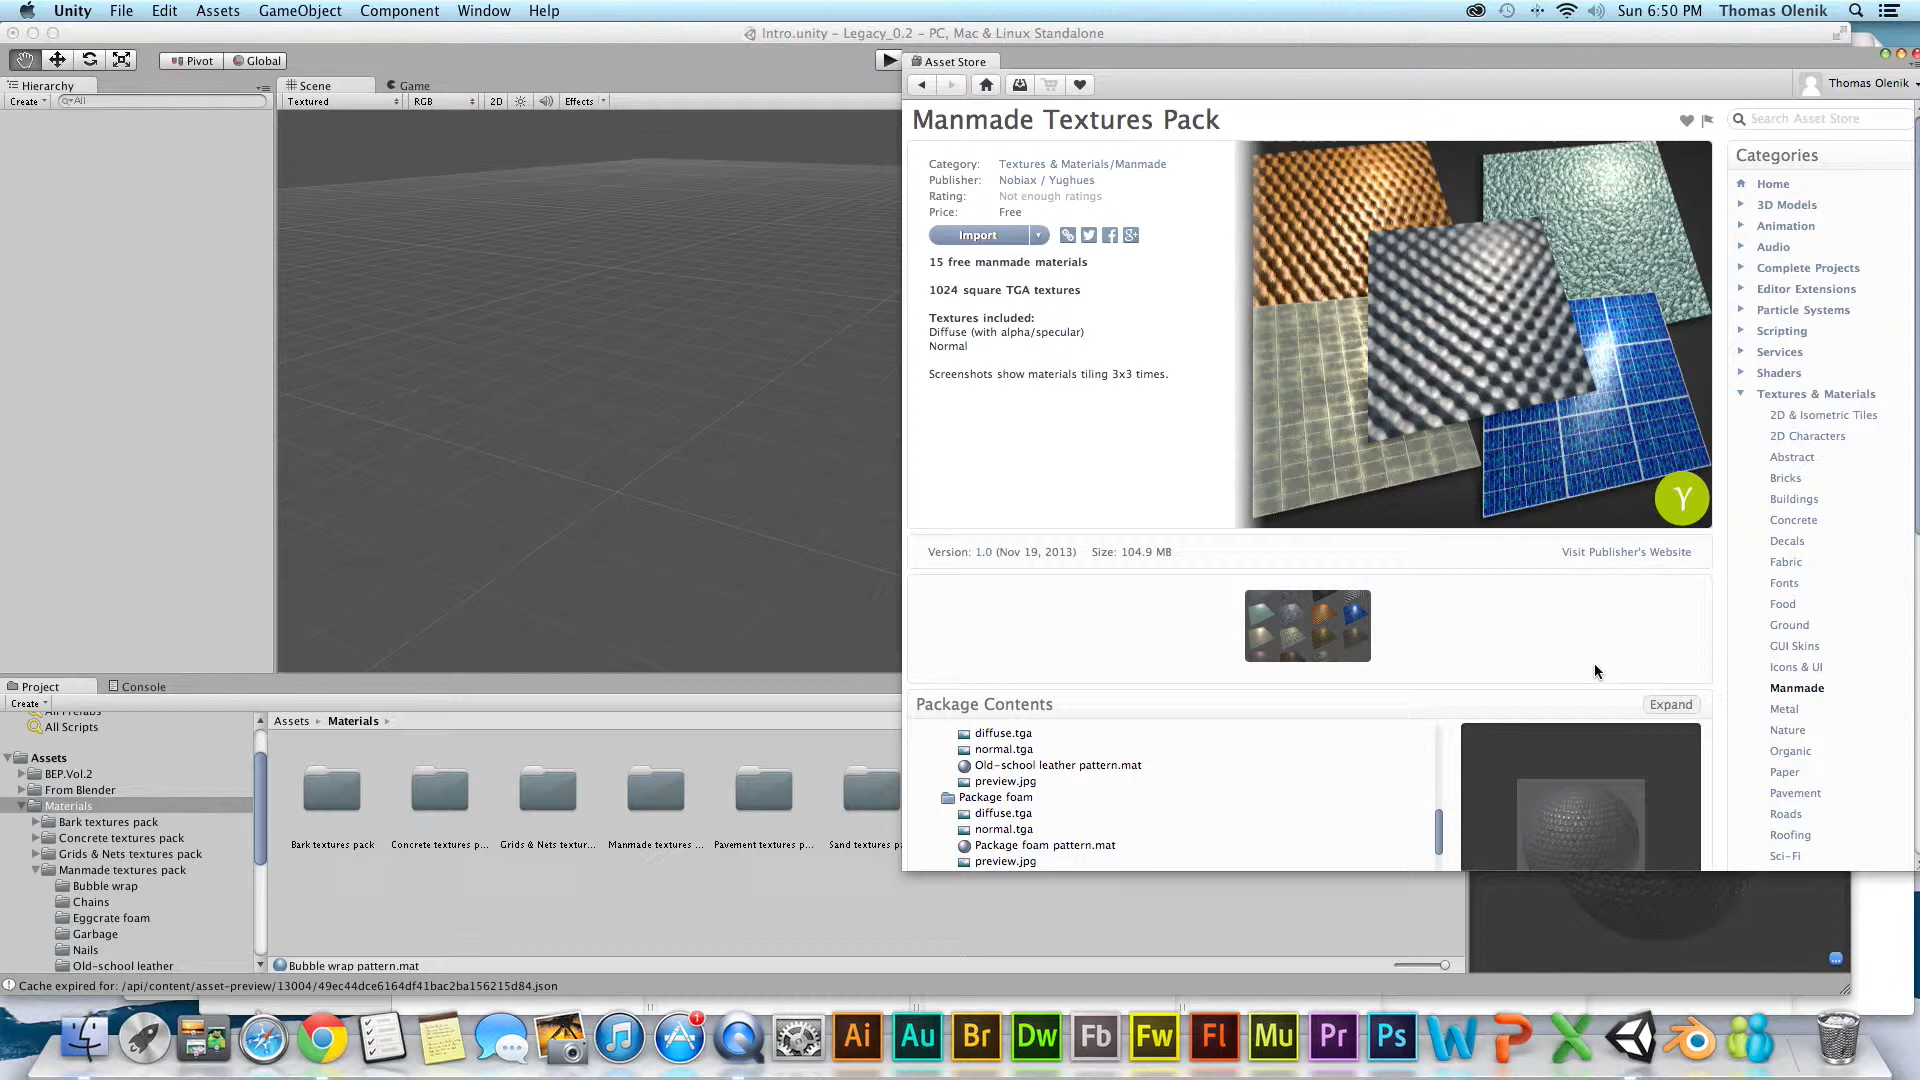 Unity File Edit Assets GameObject Component Window Help Sun 6:50 PM Thomas Olenik
Intro.unity – Legacy_0.2 – PC, Mac & Linux Standalone
Pivot Global
Asset Store
Hierarchy
Scene Game
Thomas Olenik
Create All
Textured RGB 2D Effects
Manmade Textures Pack
Search Asset Store
Category: Textures & Materials/Manmade
Publisher: Nobiax / Yughues
Rating: Not enough ratings
Price: Free
Import
15 free manmade materials
1024 square TGA textures
Textures included:
Diffuse (with alpha/specular)
Normal
Screenshots show materials tiling 3x3 times.
Y
Version: 1.0 (Nov 19, 2013) Size: 104.9 MB Visit Publisher's Website
Categories
Home
3D Models
Animation
Audio
Complete Projects
Editor Extensions
Particle Systems
Scripting
Services
Shaders
Textures & Materials
2D & Isometric Tiles
2D Characters
Abstract
Bricks
Buildings
Concrete
Decals
Fabric
Fonts
Food
Ground
GUI Skins
Icons & UI
Manmade
Metal
Nature
Organic
Paper
Pavement
Roads
Roofing
Sci-Fi
Package Contents Expand
diffuse.tga
normal.tga
Old-school leather pattern.mat
preview.jpg
Package foam
diffuse.tga
normal.tga
Package foam pattern.mat
preview.jpg
Project Console
Create
All Prefabs
All Scripts
Assets
BEP.Vol.2
From Blender
Materials
Bark textures pack
Concrete textures pack
Grids & Nets textures pack
Manmade textures pack
Bubble wrap
Chains
Eggcrate foam
Garbage
Nails
Old-school leather
Assets Materials
Bark textures pack Concrete textures p... Grids & Nets textur... Manmade textures ... Pavement textures p... Sand textures pa
Bubble wrap pattern.mat
Cache expired for: /api/content/asset-preview/13004/49ec44dce6164df41bac2ba156215d84.json
1
Ai Au Br Dw Fb Fw Fl Mu Pr Ps